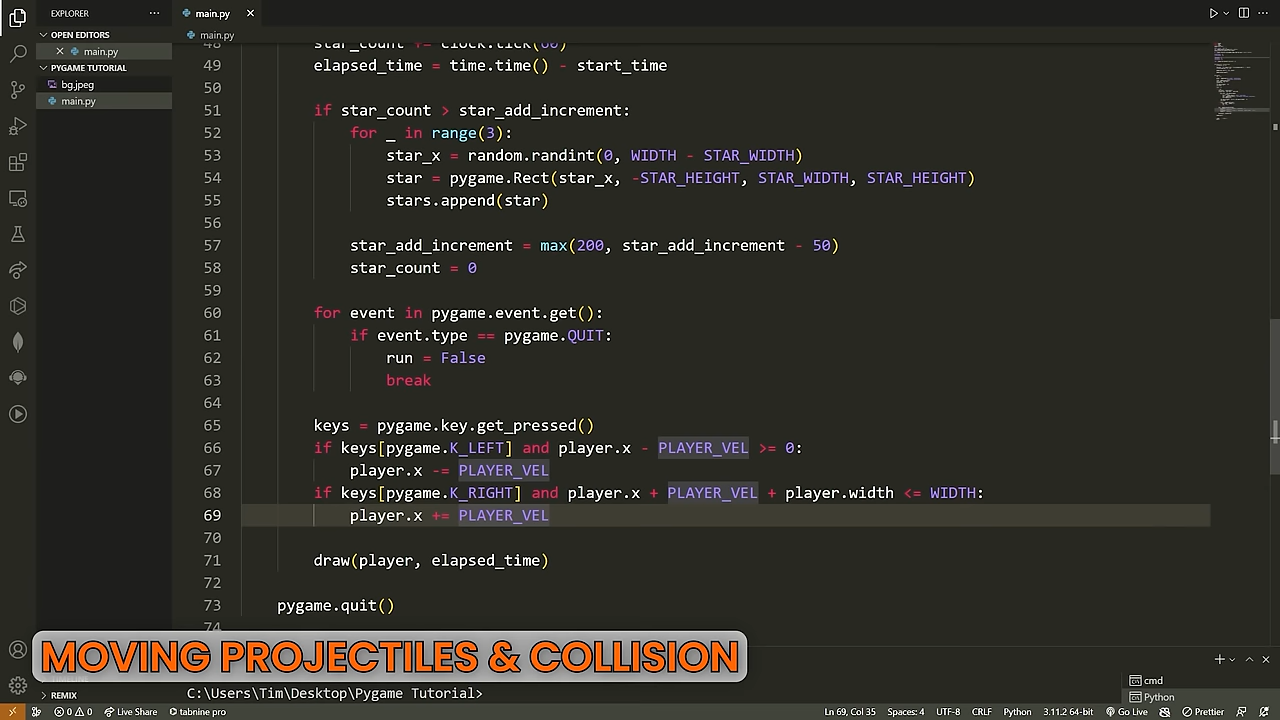 EXPLORER
···
main.py
OPEN EDITORS
main.py
PYGAME TUTORIAL
bg.jpeg
main.py
main.py
48 star_count += clock.tick(60)
49 elapsed_time = time.time() - start_time
50
51 if star_count > star_add_increment:
52 for _ in range(3):
53 star_x = random.randint(0, WIDTH - STAR_WIDTH)
54 star = pygame.Rect(star_x, -STAR_HEIGHT, STAR_WIDTH, STAR_HEIGHT)
55 stars.append(star)
56
57 star_add_increment = max(200, star_add_increment - 50)
58 star_count = 0
59
60 for event in pygame.event.get():
61 if event.type == pygame.QUIT:
62 run = False
63 break
64
65 keys = pygame.key.get_pressed()
66 if keys[pygame.K_LEFT] and player.x - PLAYER_VEL >= 0:
67 player.x -= PLAYER_VEL
68 if keys[pygame.K_RIGHT] and player.x + PLAYER_VEL + player.width <= WIDTH:
69 player.x += PLAYER_VEL
70
71 draw(player, elapsed_time)
72
73 pygame.quit()
74
MOVING PROJECTILES & COLLISION
REMIX
C:\Users\Tim\Desktop\Pygame Tutorial>
cmd
Python
0 0 Live Share tabnine pro Ln 69, Col 35 Spaces: 4 UTF-8 CRLF Python 3.11.2 64-bit Go Live Prettier